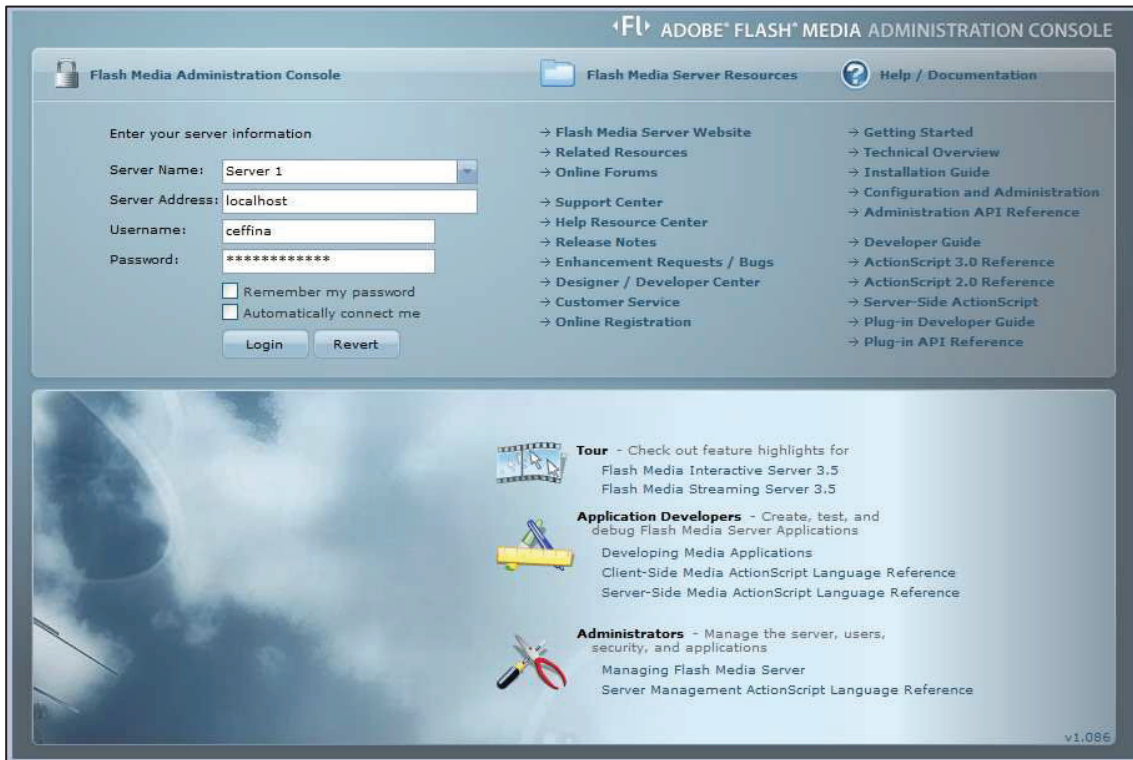 Fl ADOBE® FLASH® MEDIA ADMINISTRATION CONSOLE
Flash Media Administration Console
Enter your server information
Server Name: Server 1
Server Address: localhost
Username: ceffina
Password: ************
Remember my password
Automatically connect me
Login Revert
Flash Media Server Resources
→ Flash Media Server Website
→ Related Resources
→ Online Forums
→ Support Center
→ Help Resource Center
→ Release Notes
→ Enhancement Requests / Bugs
→ Designer / Developer Center
→ Customer Service
→ Online Registration
? Help / Documentation
→ Getting Started
→ Technical Overview
→ Installation Guide
→ Configuration and Administration
→ Administration API Reference
→ Developer Guide
→ ActionScript 3.0 Reference
→ ActionScript 2.0 Reference
→ Server-Side ActionScript
→ Plug-in Developer Guide
→ Plug-in API Reference
Tour - Check out feature highlights for
Flash Media Interactive Server 3.5
Flash Media Streaming Server 3.5
Application Developers - Create, test, and
debug Flash Media Server Applications
Developing Media Applications
Client-Side Media ActionScript Language Reference
Server-Side Media ActionScript Language Reference
Administrators - Manage the server, users,
security, and applications
Managing Flash Media Server
Server Management ActionScript Language Reference
v1.086